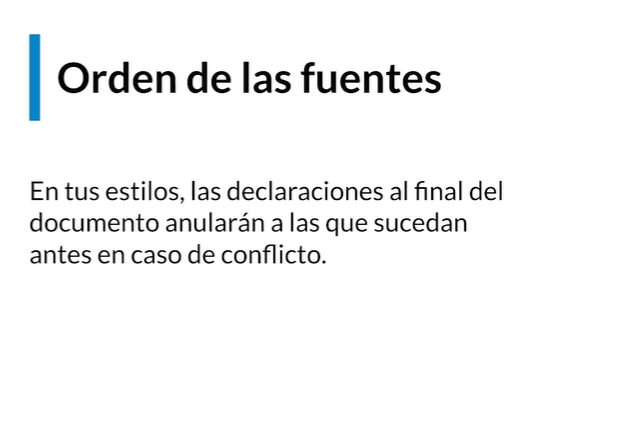 Orden de las fuentes
En tus estilos, las declaraciones al final del
documento anularán a las que sucedan
antes en caso de conflicto.